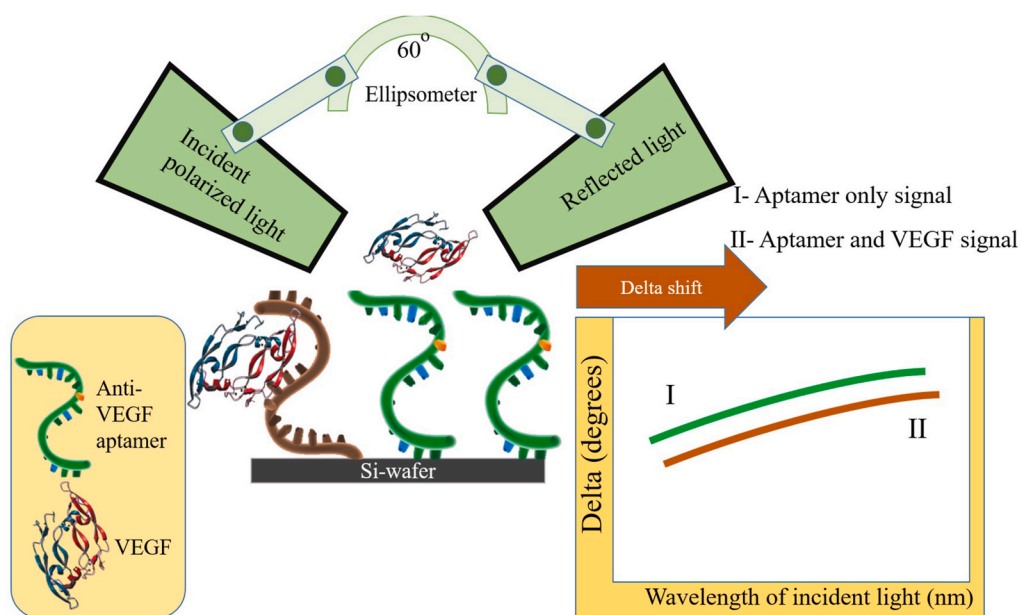 60°
Ellipsometer
Incident
polarized light
Reflected light
I- Aptamer only signal
II- Aptamer and VEGF signal
Delta shift
Anti-
VEGF
aptamer
VEGF
Si-wafer
Delta (degrees)
I
II
Wavelength of incident light (nm)